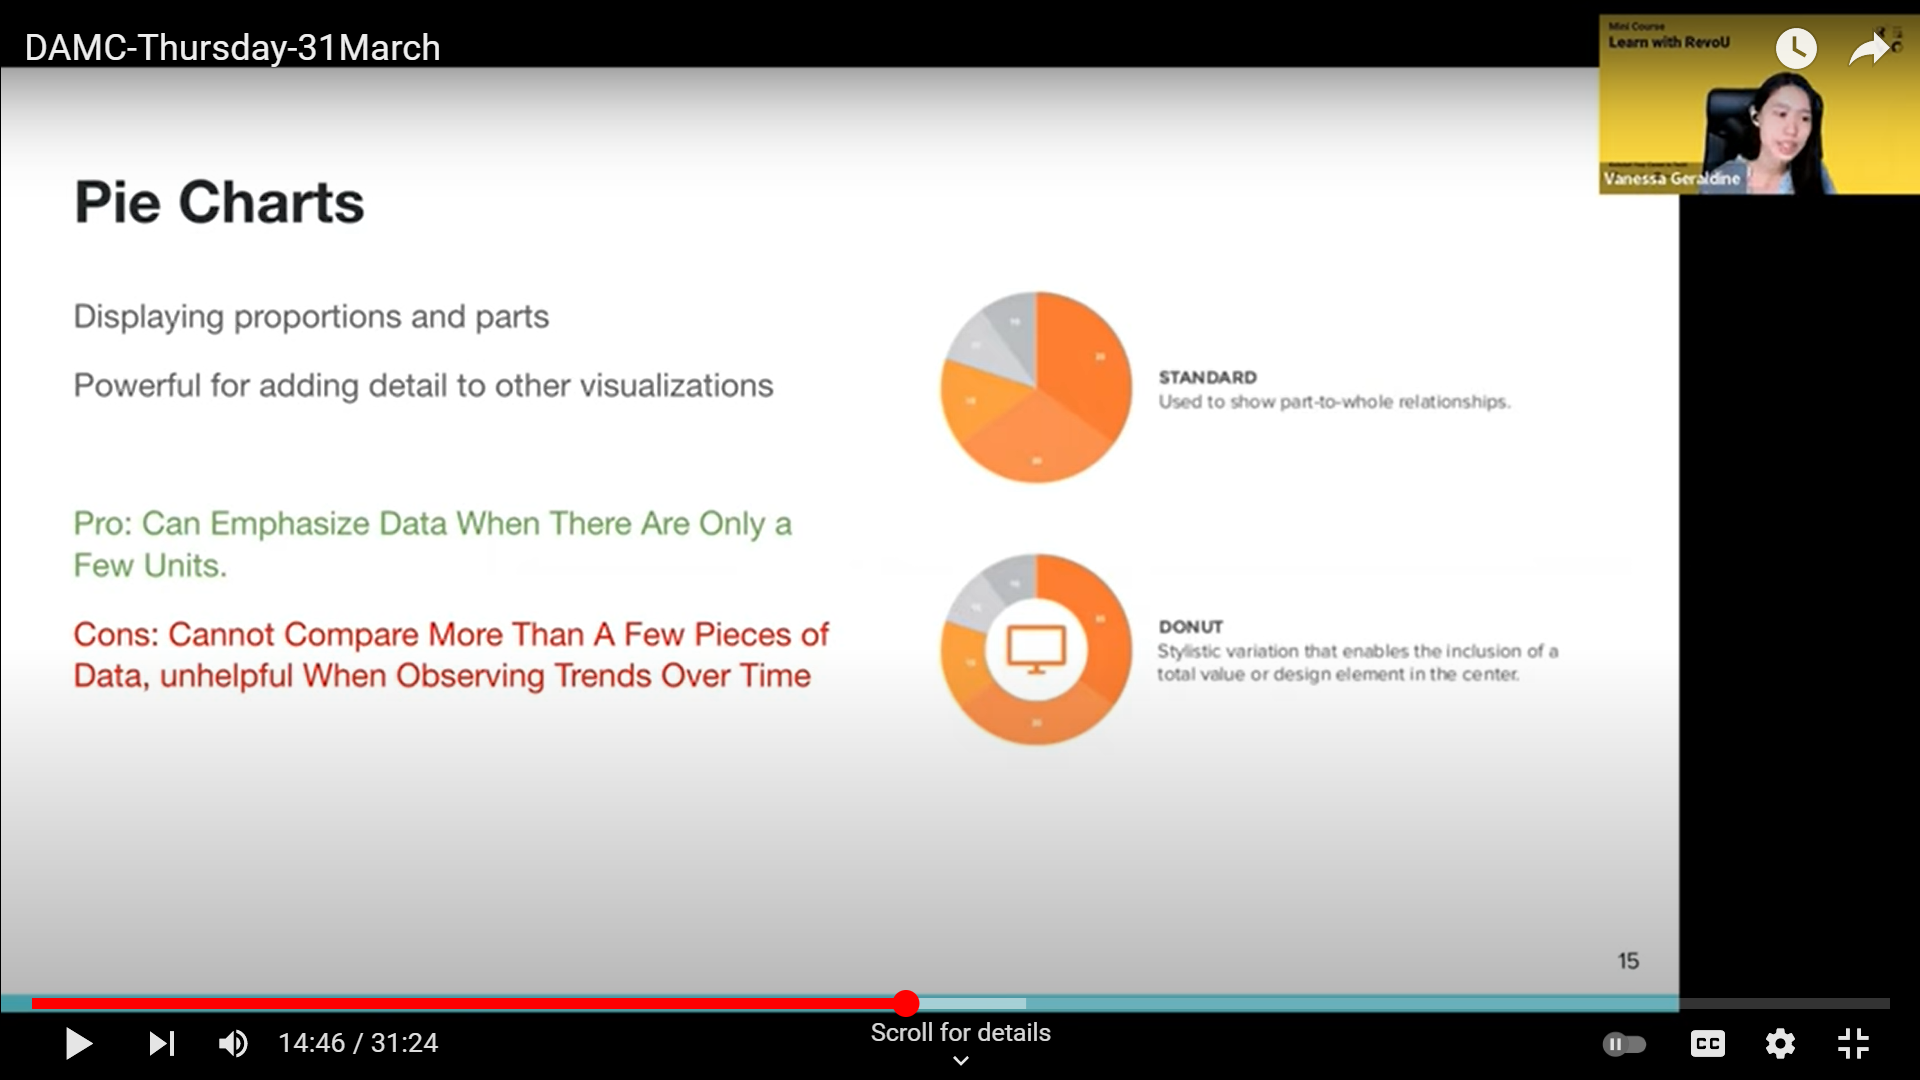 DAMC-Thursday-31March
Mini Course
Learn with RevoU
Vanessa Geraldine
Pie Charts
Displaying proportions and parts
Powerful for adding detail to other visualizations
Pro: Can Emphasize Data When There Are Only a
Few Units.
Cons: Cannot Compare More Than A Few Pieces of
Data, unhelpful When Observing Trends Over Time
STANDARD
Used to show part-to-whole relationships.
DONUT
Stylistic variation that enables the inclusion of a
total value or design element in the center.
15
14:46 / 31:24
Scroll for details
CC